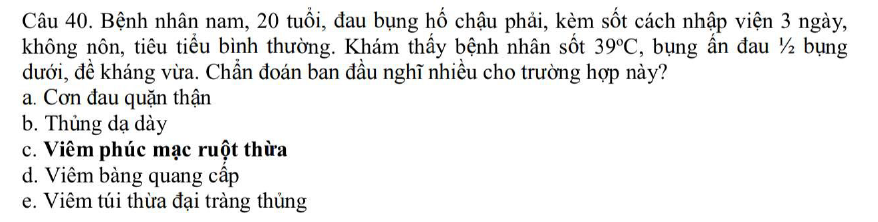 Câu 40. Bệnh nhân nam, 20 tuổi, đau bụng hố chậu phải, kèm sốt cách nhập viện 3 ngày,
không nôn, tiêu tiểu bình thường. Khám thấy bệnh nhân sốt 39ºC, bụng ấn đau ½ bụng
dưới, đề kháng vừa. Chẩn đoán ban đầu nghĩ nhiều cho trường hợp này?
a. Cơn đau quặn thận
b. Thủng dạ dày
c. Viêm phúc mạc ruột thừa
d. Viêm bàng quang cấp
e. Viêm túi thừa đại tràng thủng